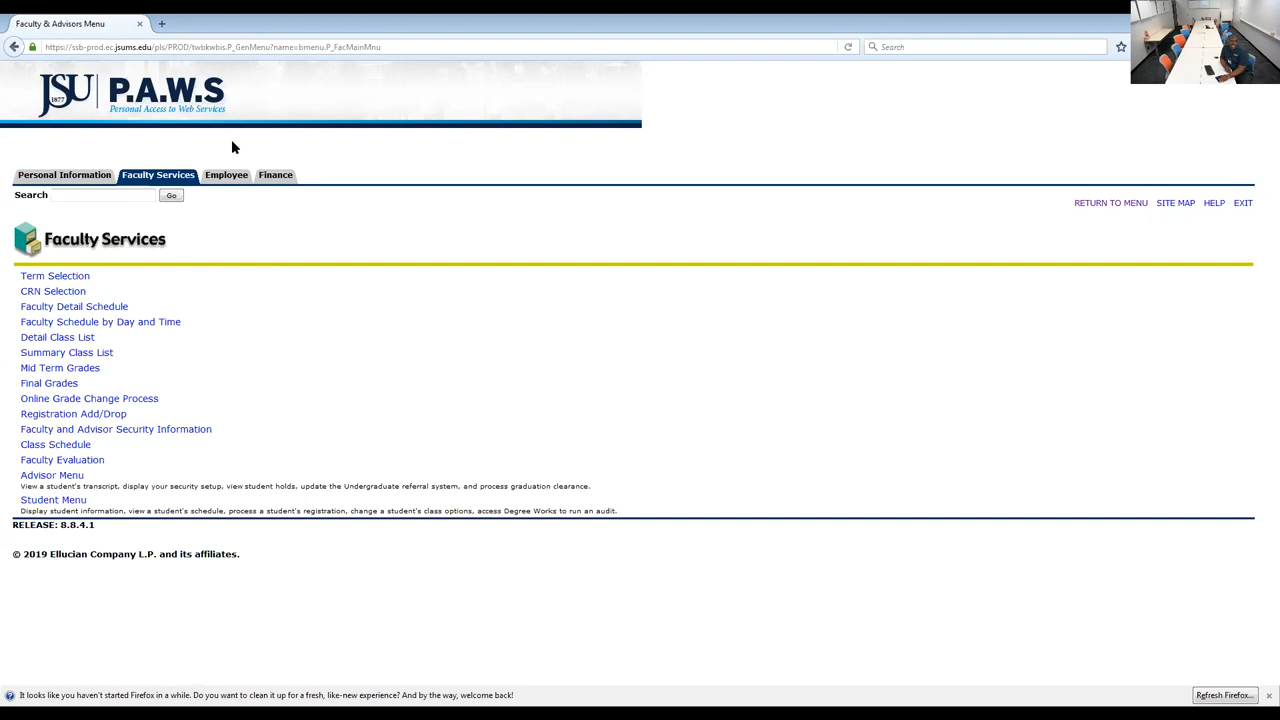 Faculty & Advisors Menu
https://ssb-prod.ec.jsums.edu/pls/PROD/twbkwbis.P_GenMenu?name=bmenu.P_FacMainMnu
Search
JSU 1877 P.A.W.S
Personal Access to Web Services
Personal Information Faculty Services Employee Finance
Search Go
RETURN TO MENU SITE MAP HELP EXIT
Faculty Services
Term Selection
CRN Selection
Faculty Detail Schedule
Faculty Schedule by Day and Time
Detail Class List
Summary Class List
Mid Term Grades
Final Grades
Online Grade Change Process
Registration Add/Drop
Faculty and Advisor Security Information
Class Schedule
Faculty Evaluation
Advisor Menu
View a student's transcript, display your security setup, view student holds, update the Undergraduate referral system, and process graduation clearance.
Student Menu
Display student information, view a student's schedule, process a student's registration, change a student's class options, access Degree Works to run an audit.
RELEASE: 8.8.4.1
© 2019 Ellucian Company L.P. and its affiliates.
It looks like you haven't started Firefox in a while. Do you want to clean it up for a fresh, like-new experience? And by the way, welcome back!
Refresh Firefox...